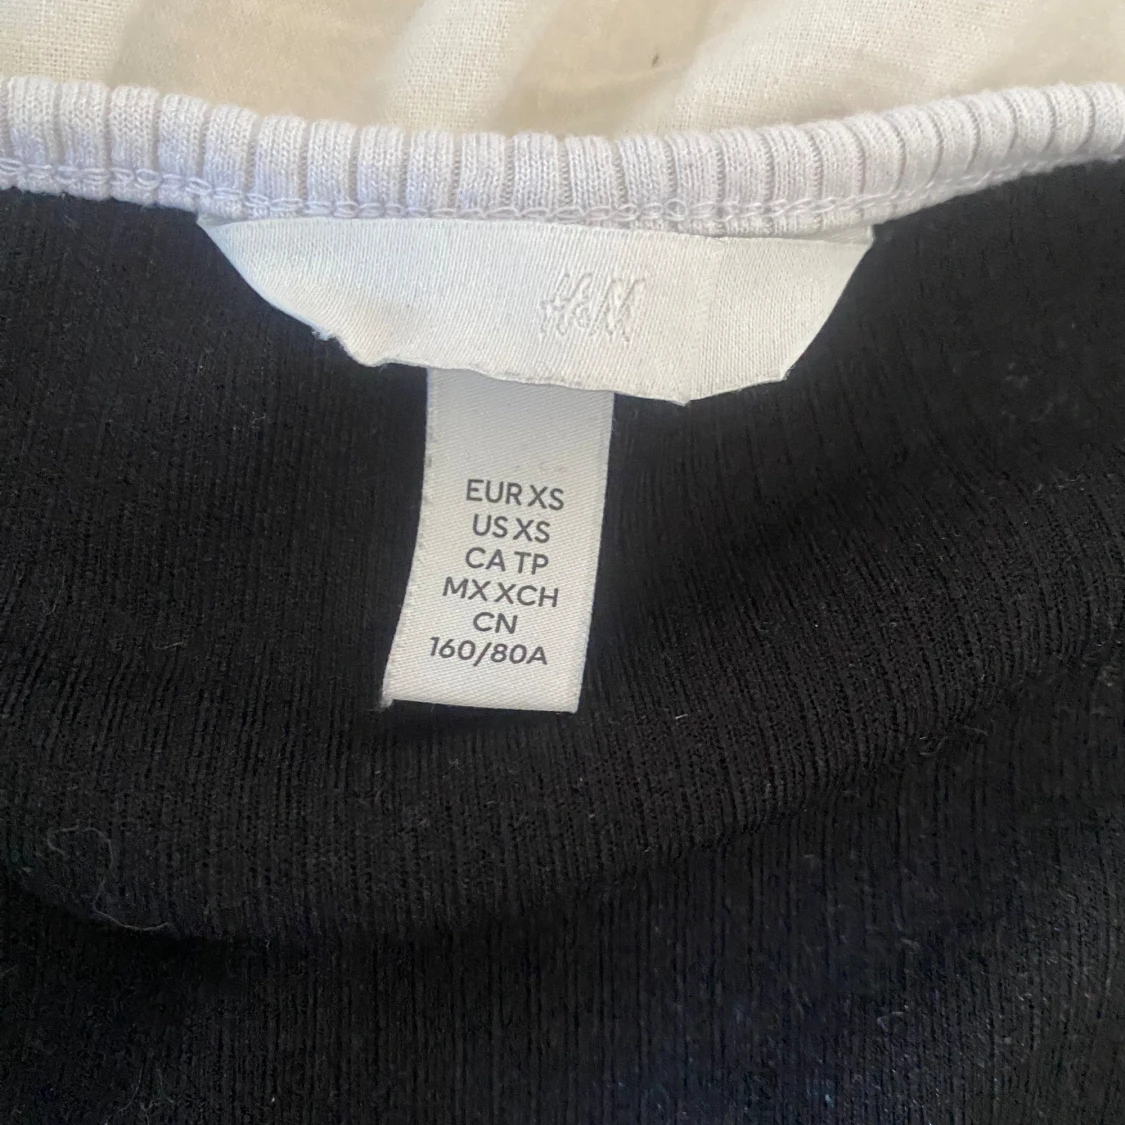 H&M
EUR XS
US XS
CA TP
MX XCH
CN
160/80A